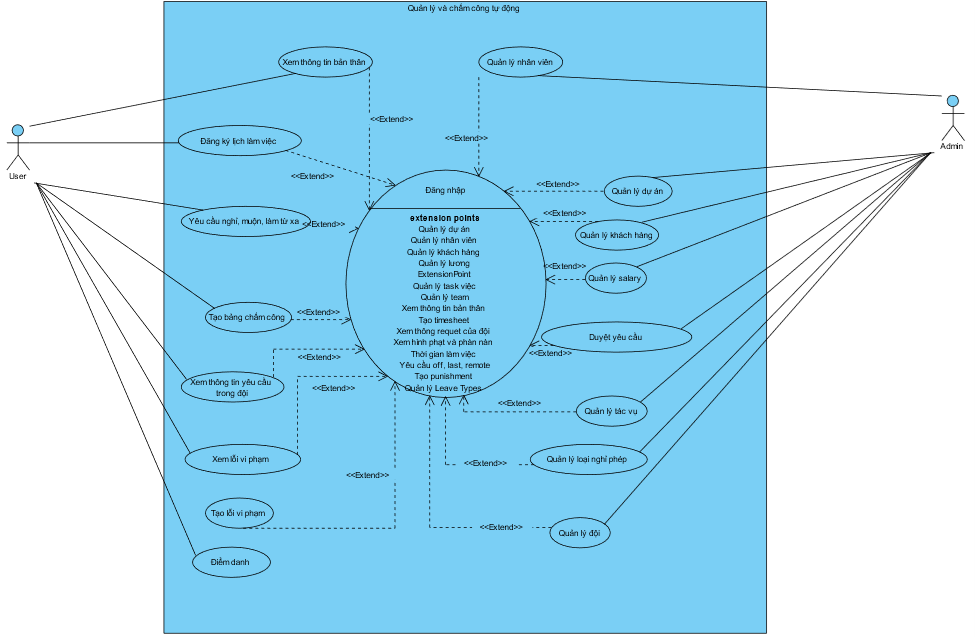 Quản lý và chấm công tự động
Xem thông tin bản thân
Quản lý nhân viên
<<Extend>>
<<Extend>>
Đăng ký lịch làm việc
User
Admin
<<Extend>>
Đăng nhập
<<Extend>>
Quản lý dự án
Yêu cầu nghỉ, muộn, làm từ xa
<<Extend>>
<<Extend>>
Quản lý khách hàng
<<Extend>>
Quản lý salary
extension points
Quản lý dự án
Quản lý nhân viên
Quản lý khách hàng
Quản lý lương
ExtensionPoint
Quản lý task việc
Quản lý team
Xem thông tin bản thân
Tạo timesheet
Xem thông requet của đội
Xem hình phạt và phàn nàn
Thời gian làm việc
Yêu cầu off, last, remote
Tạo punishment
Quản lý Leave Types
Tạo bảng chấm công
<<Extend>>
Duyệt yêu cầu
<<Extend>>
<<Extend>>
Xem thông tin yêu cầu
trong đội
<<Extend>>
<<Extend>>
Quản lý tác vụ
Xem lỗi vi phạm
<<Extend>>
<<Extend>>
Quản lý loại nghỉ phép
Tạo lỗi vi phạm
<<Extend>>
Quản lý đội
Điểm danh